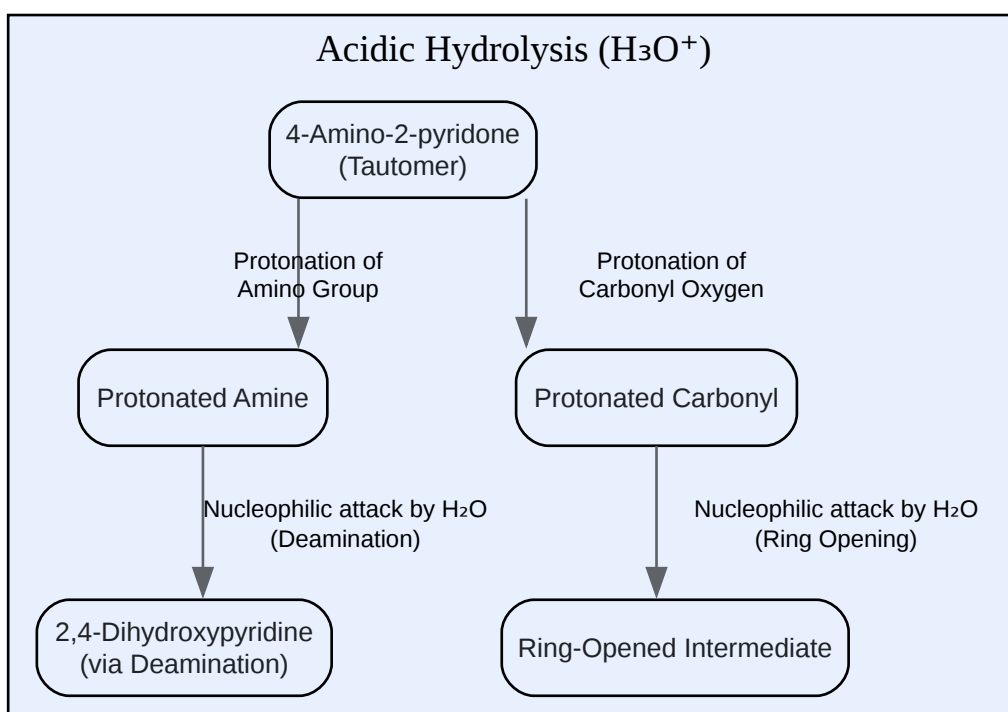 Acidic Hydrolysis (H₃O⁺)
4-Amino-2-pyridone
(Tautomer)
Protonation of
Amino Group
Protonation of
Carbonyl Oxygen
Protonated Amine
Protonated Carbonyl
Nucleophilic attack by H₂O
(Deamination)
Nucleophilic attack by H₂O
(Ring Opening)
2,4-Dihydroxypyridine
(via Deamination)
Ring-Opened Intermediate